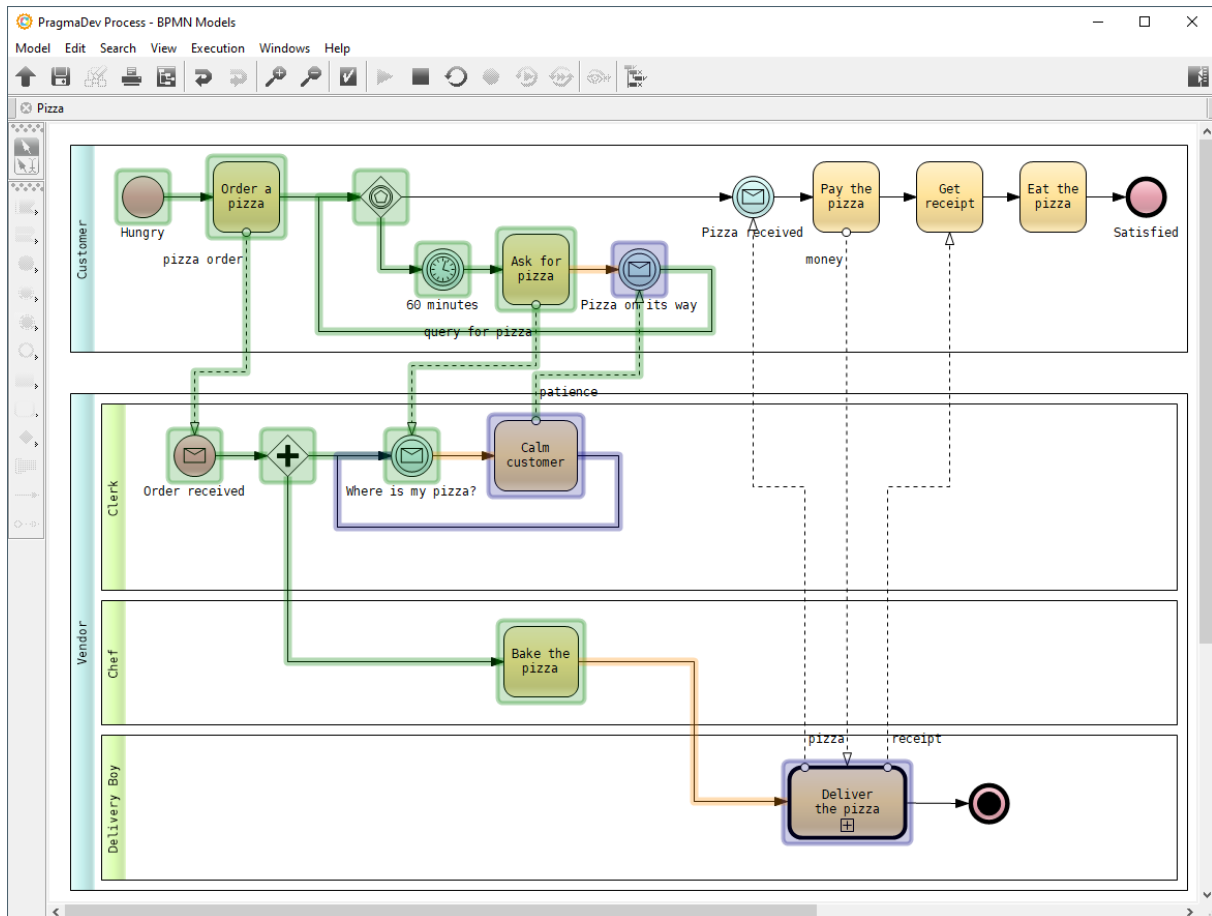 PragmaDev Process - BPMN Models
Model Edit Search View Execution Windows Help
Pizza
Customer
Hungry
Order a
pizza
pizza order
60 minutes
Ask for
pizza
query for pizza
Pizza on its way
Pizza received
Pay the
pizza
money
Get
receipt
Eat the
pizza
Satisfied
patience
Vendor
Clerk
Order received
Where is my pizza?
Calm
customer
Chef
Bake the
pizza
Delivery Boy
pizza
receipt
Deliver
the pizza